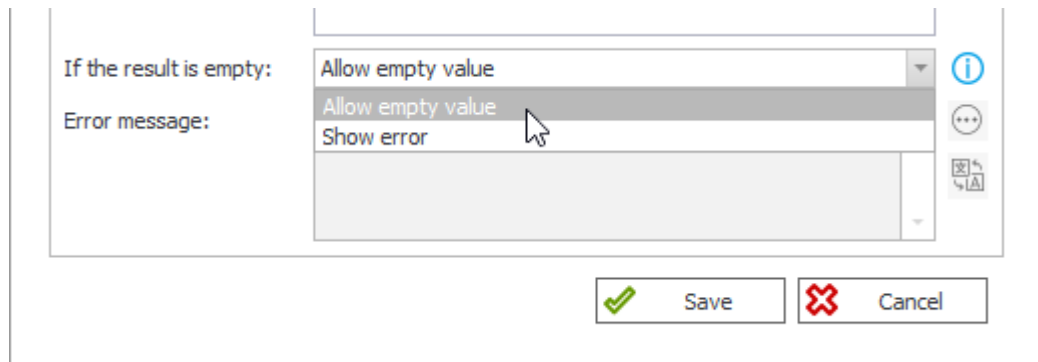 If the result is empty: Allow empty value
Allow empty value
Error message:
Show error
Save Cancel